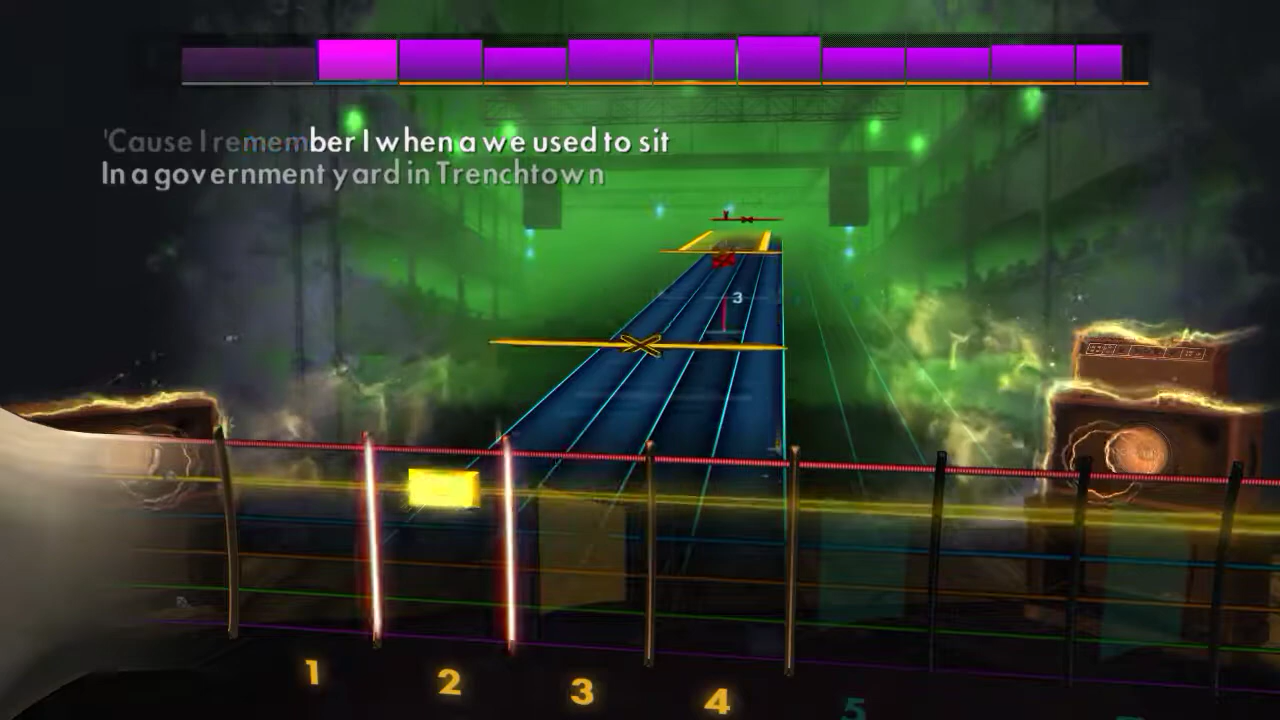 'Cause I remember I when a we used to sit
In a government yard in Trenchtown
3
1 2 3 4 5